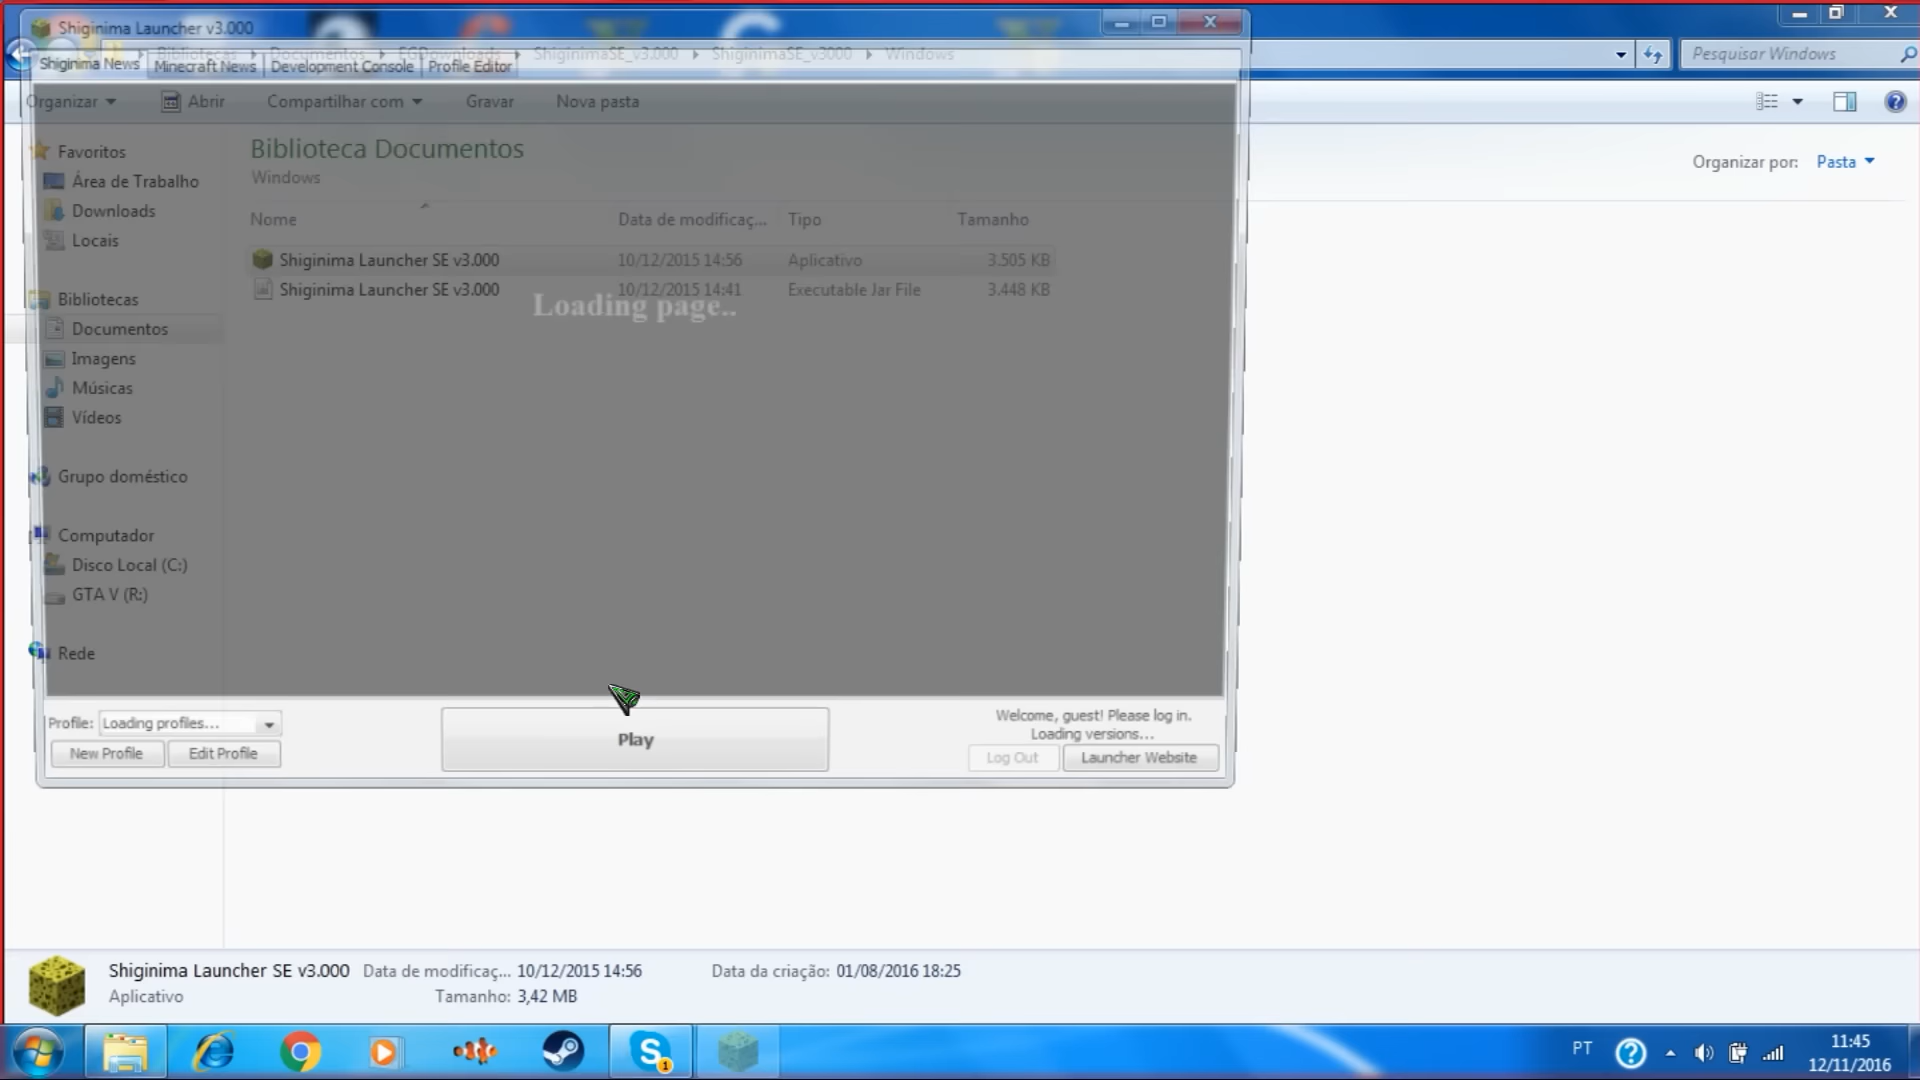 Shiginima Launcher v3.000
Bibliotecas Documentos EGDownloads ShiginimaSE_v3.000 ShiginimaSE_v3000 Windows
Pesquisar Windows
Shiginima News Minecraft News Development Console Profile Editor
Organizar Abrir Compartilhar com Gravar Nova pasta
Favoritos
Área de Trabalho
Downloads
Locais
Bibliotecas
Documentos
Imagens
Músicas
Vídeos
Grupo doméstico
Computador
Disco Local (C:)
GTA V (R:)
Rede
Biblioteca Documentos
Windows
Organizar por: Pasta
Nome Data de modificaç... Tipo Tamanho
Shiginima Launcher SE v3.000 10/12/2015 14:56 Aplicativo 3.505 KB
Shiginima Launcher SE v3.000 10/12/2015 14:41 Executable Jar File 3.448 KB
Loading page..
Profile: Loading profiles...
New Profile Edit Profile
Play
Welcome, guest! Please log in.
Loading versions...
Log Out Launcher Website
Shiginima Launcher SE v3.000 Data de modificaç... 10/12/2015 14:56 Data da criação: 01/08/2016 18:25
Aplicativo Tamanho: 3,42 MB
PT
11:45
12/11/2016